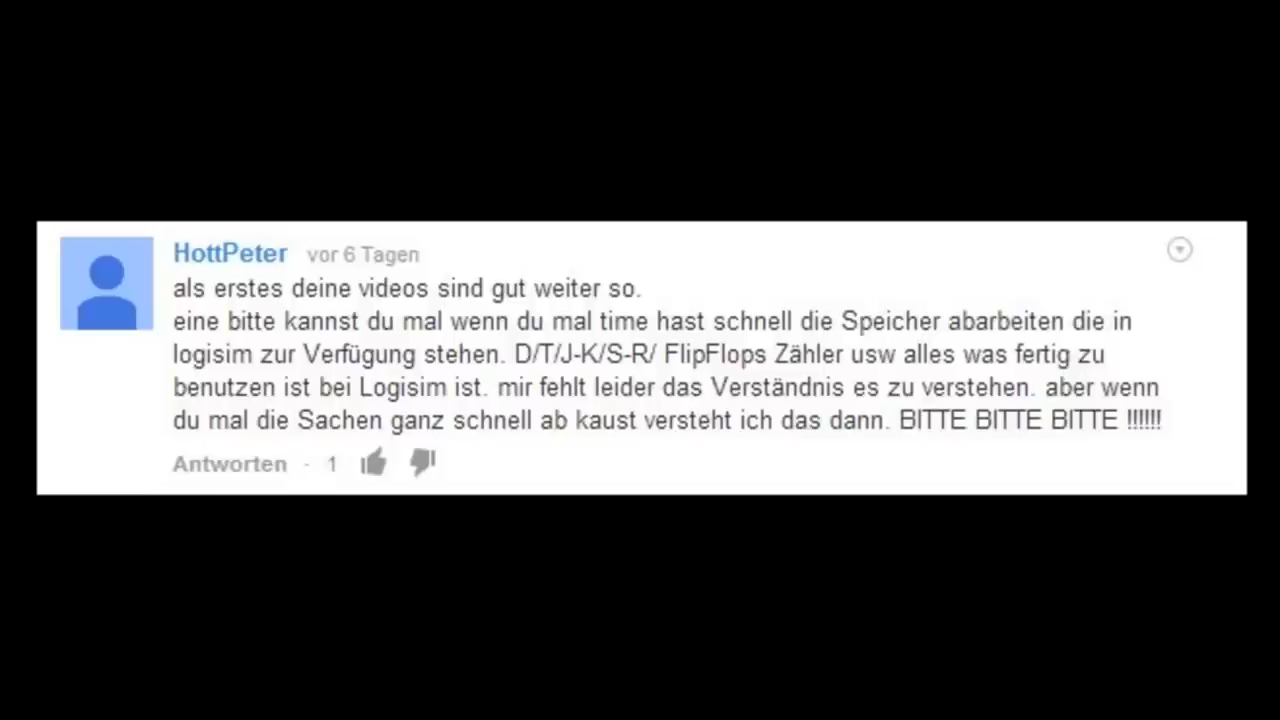 HottPeter vor 6 Tagen
als erstes deine videos sind gut weiter so.
eine bitte kannst du mal wenn du mal time hast schnell die Speicher abarbeiten die in
logisim zur Verfügung stehen. D/T/J-K/S-R/ FlipFlops Zähler usw alles was fertig zu
benutzen ist bei Logisim ist. mir fehlt leider das Verständnis es zu verstehen. aber wenn
du mal die Sachen ganz schnell ab kaust versteht ich das dann. BITTE BITTE BITTE !!!!!!
Antworten · 1